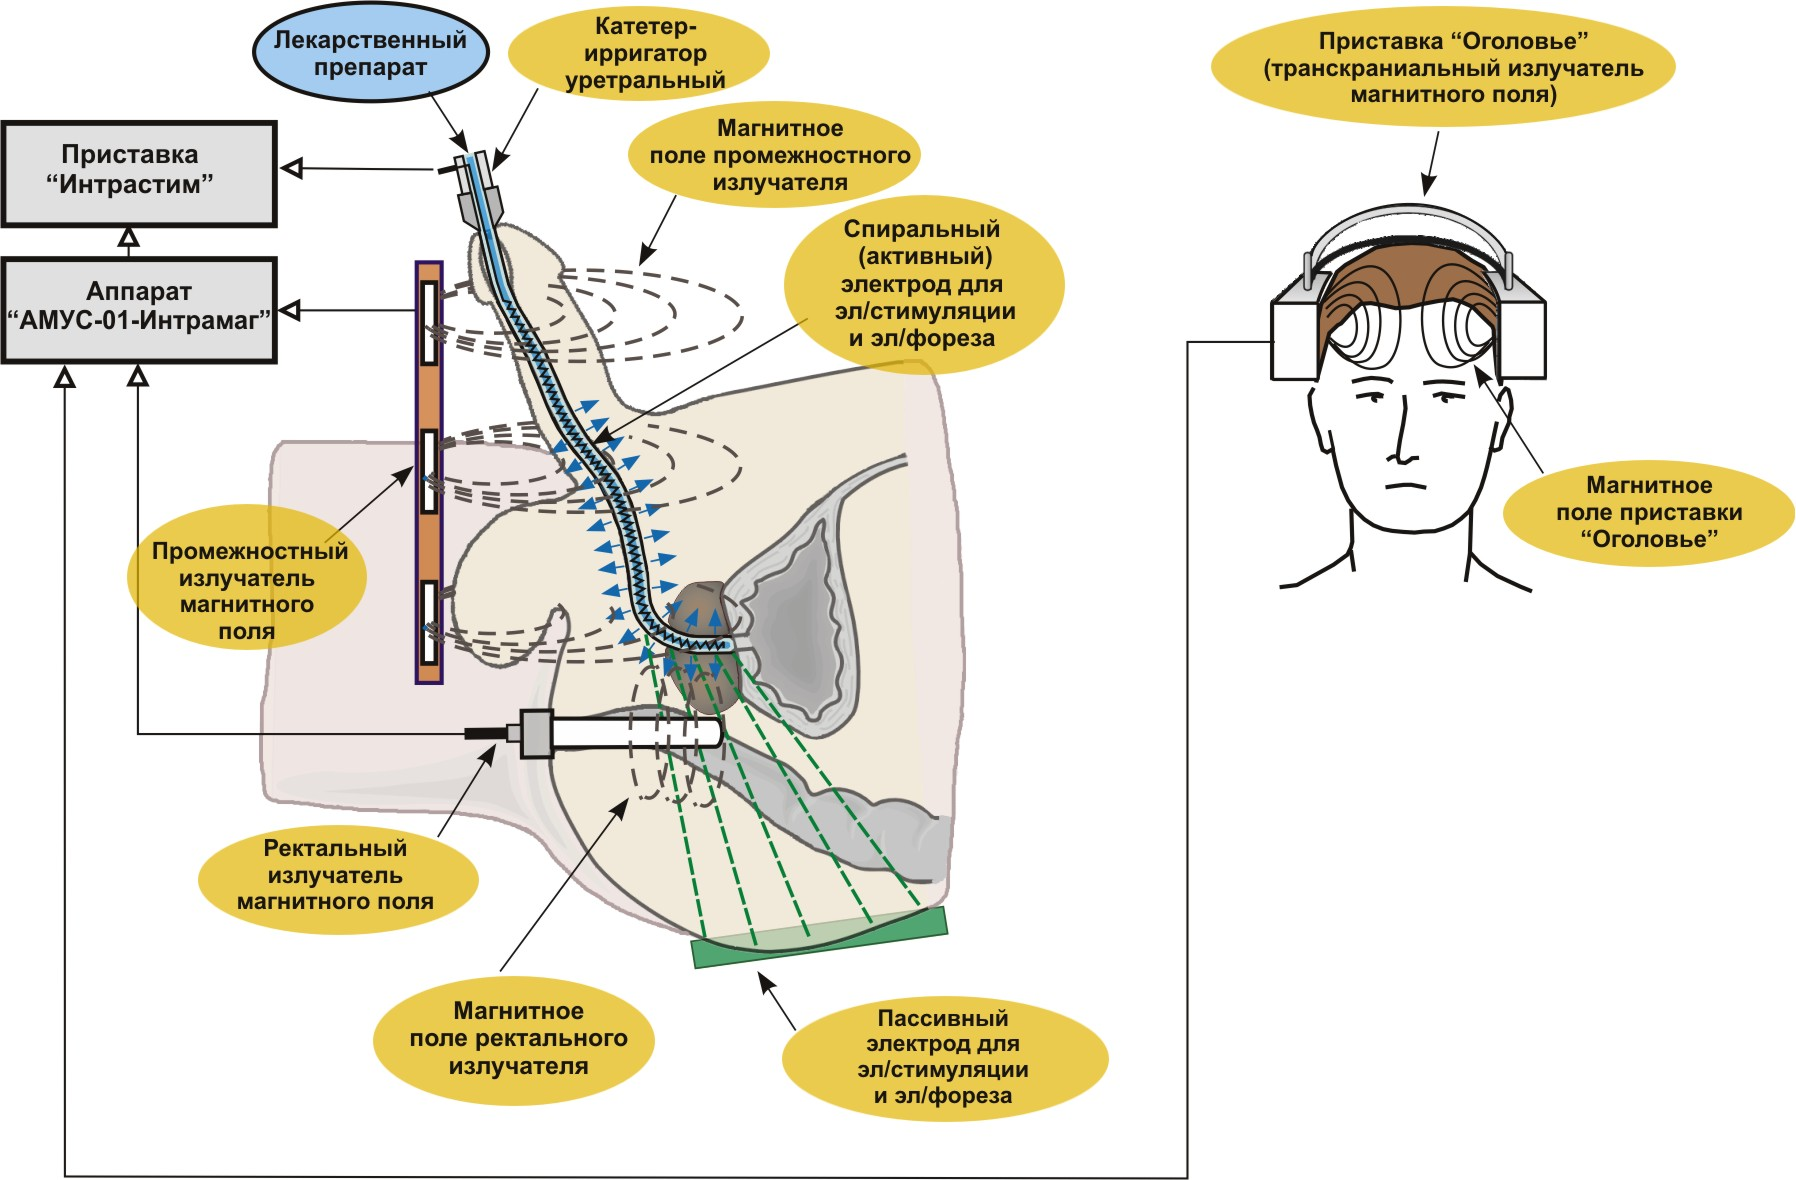 Лекарственный
препарат
Катетер-
ирригатор
уретральный
Приставка “Оголовье”
(транскраниальный излучатель
магнитного поля)
Магнитное
поле промежностного
излучателя
Приставка
“Интрастим”
Спиральный
(активный)
электрод для
эл/стимуляции
и эл/фореза
Аппарат
“АМУС-01-Интрамаг”
Магнитное
поле приставки
“Оголовье”
Промежностный
излучатель
магнитного
поля
Ректальный
излучатель
магнитного поля
Магнитное
поле ректального
излучателя
Пассивный
электрод для
эл/стимуляции
и эл/фореза